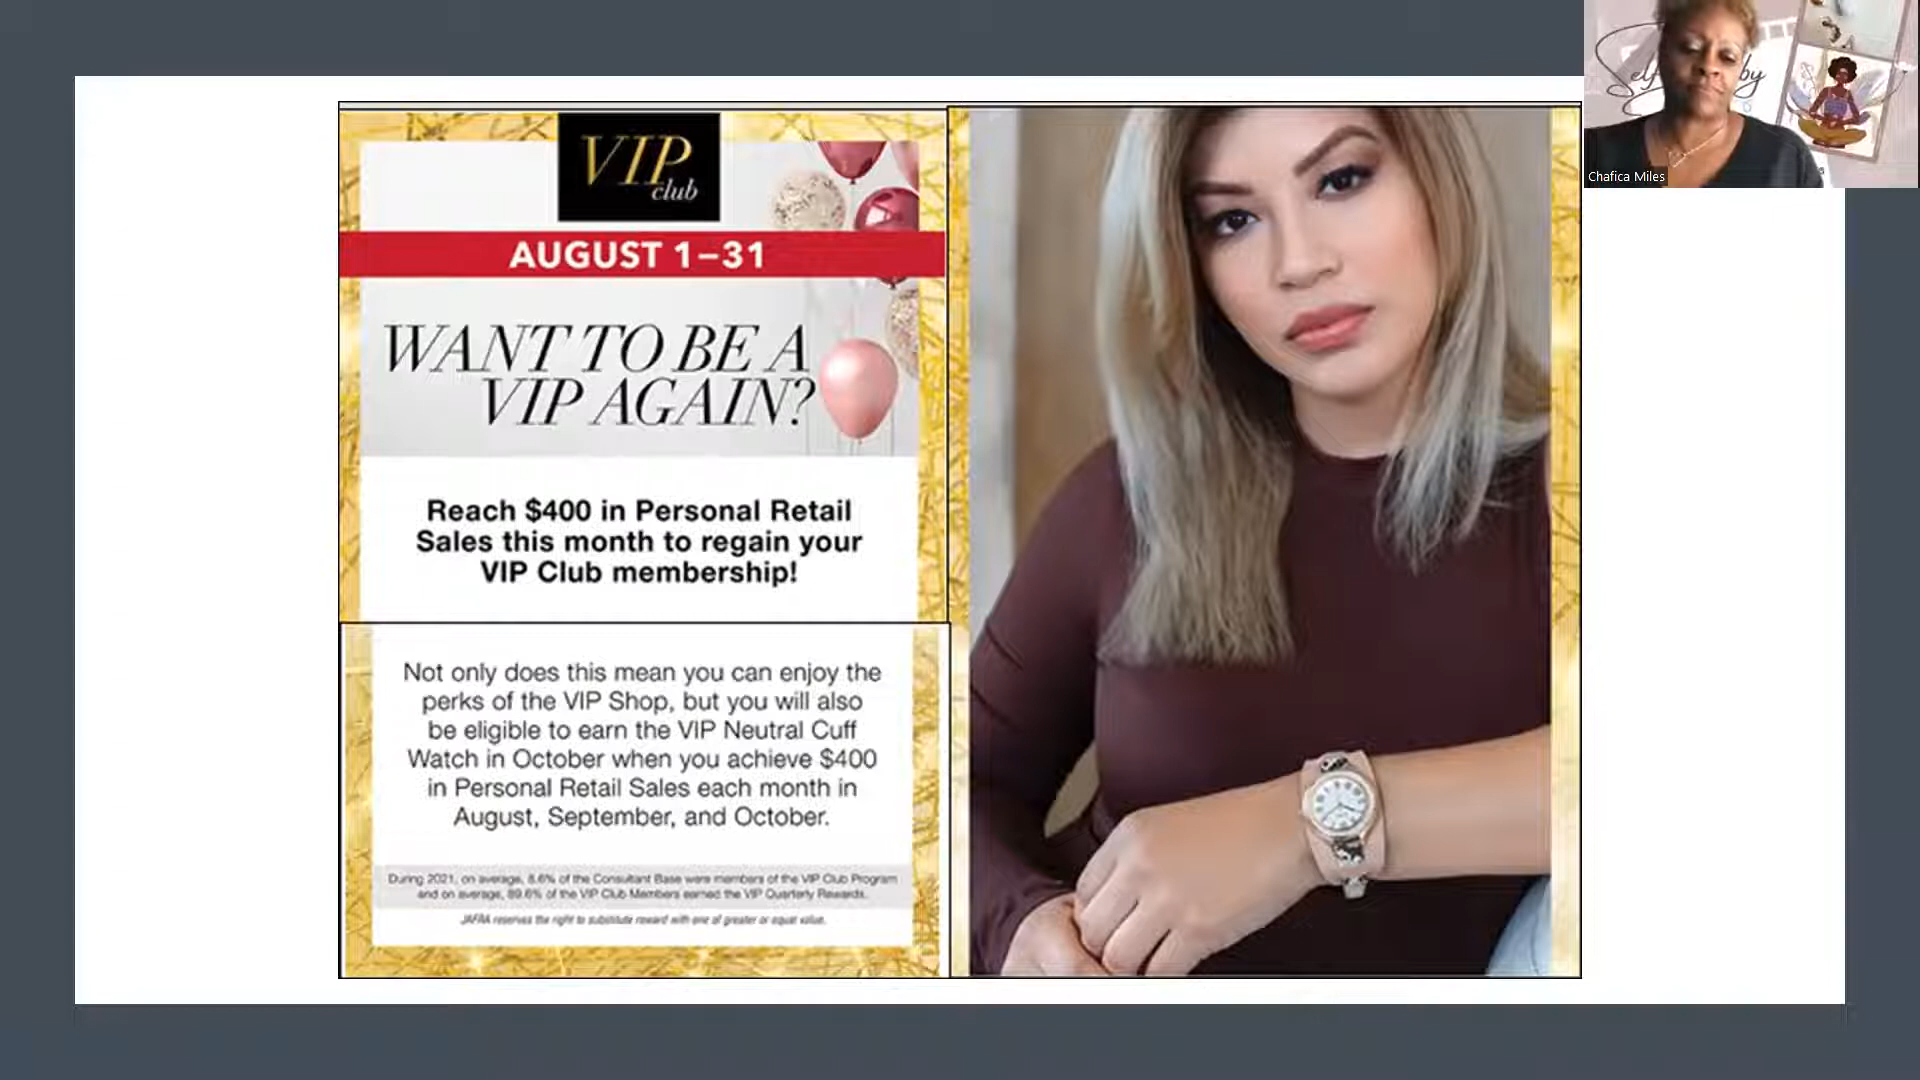 VIP
club
AUGUST 1–31
WANT TO BE A
VIP AGAIN?
Reach $400 in Personal Retail
Sales this month to regain your
VIP Club membership!
Not only does this mean you can enjoy the
perks of the VIP Shop, but you will also
be eligible to earn the VIP Neutral Cuff
Watch in October when you achieve $400
in Personal Retail Sales each month in
August, September, and October.
During 2021, on average, 8.6% of the Consultant Base were members of the VIP Club Program
and on average, 89.6% of the VIP Club Members earned the VIP Quarterly Rewards.
JAFRA reserves the right to substitute reward with one of greater or equal value.
Self by
Chafica Miles